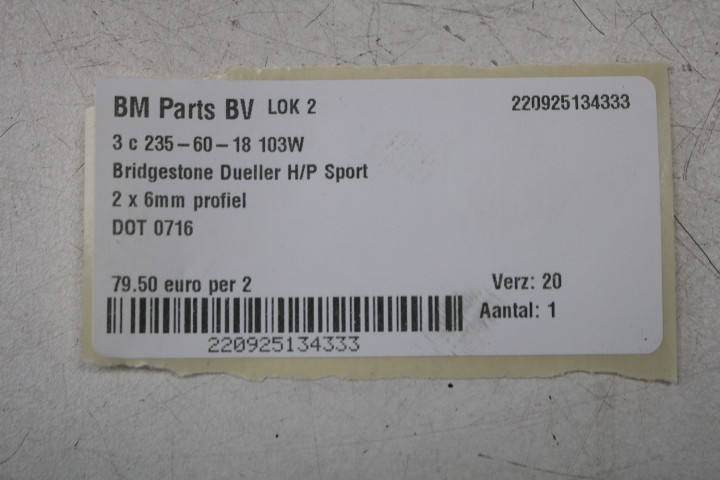 BM Parts BV LOK 2 220925134333
3 c 235-60-18 103W
Bridgestone Dueller H/P Sport
2 x 6mm profiel
DOT 0716
79.50 euro per 2 Verz: 20
Aantal: 1
220925134333